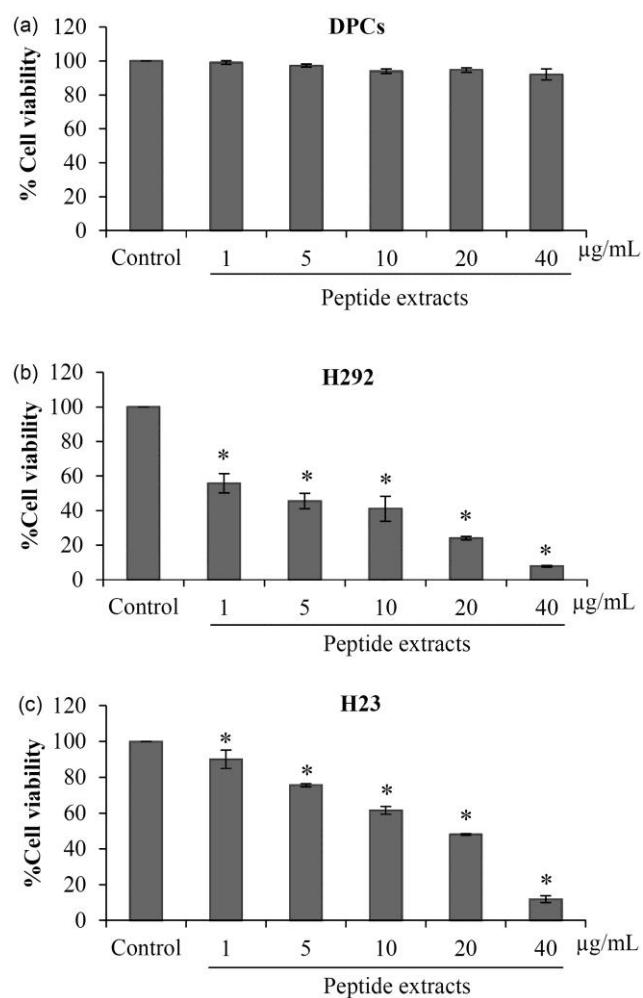 (a) DPCs
120
100
80
60
40
20
0
% Cell viability
Control 1 5 10 20 40 µg/mL
Peptide extracts
(b) H292
120
100
80
60
40
20
0
%Cell viability
* * * * *
Control 1 5 10 20 40 µg/mL
Peptide extracts
(c) H23
120
100
80
60
40
20
0
%Cell viability
* * * * *
Control 1 5 10 20 40 µg/mL
Peptide extracts